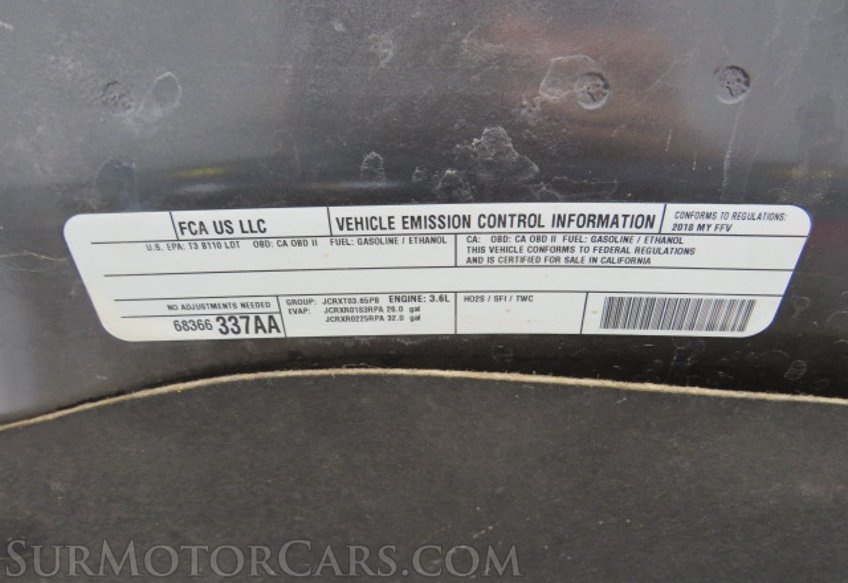 FCA US LLC
VEHICLE EMISSION CONTROL INFORMATION
CONFORMS TO REGULATIONS:
2018 MY FFV
U.S. EPA: T3 B110 LDT OBD: CA OBD II FUEL: GASOLINE / ETHANOL
CA: OBD: CA OBD II FUEL: GASOLINE / ETHANOL
THIS VEHICLE CONFORMS TO FEDERAL REGULATIONS
AND IS CERTIFIED FOR SALE IN CALIFORNIA
NO ADJUSTMENTS NEEDED
68366 337AA
GROUP: JCRXT03.65PB ENGINE: 3.6L
EVAP: JCRXR0183RPA 26.0 gal
JCRXR0225RPA 32.0 gal
HO2S / SFI / TWC
SURMOTORCARS.COM